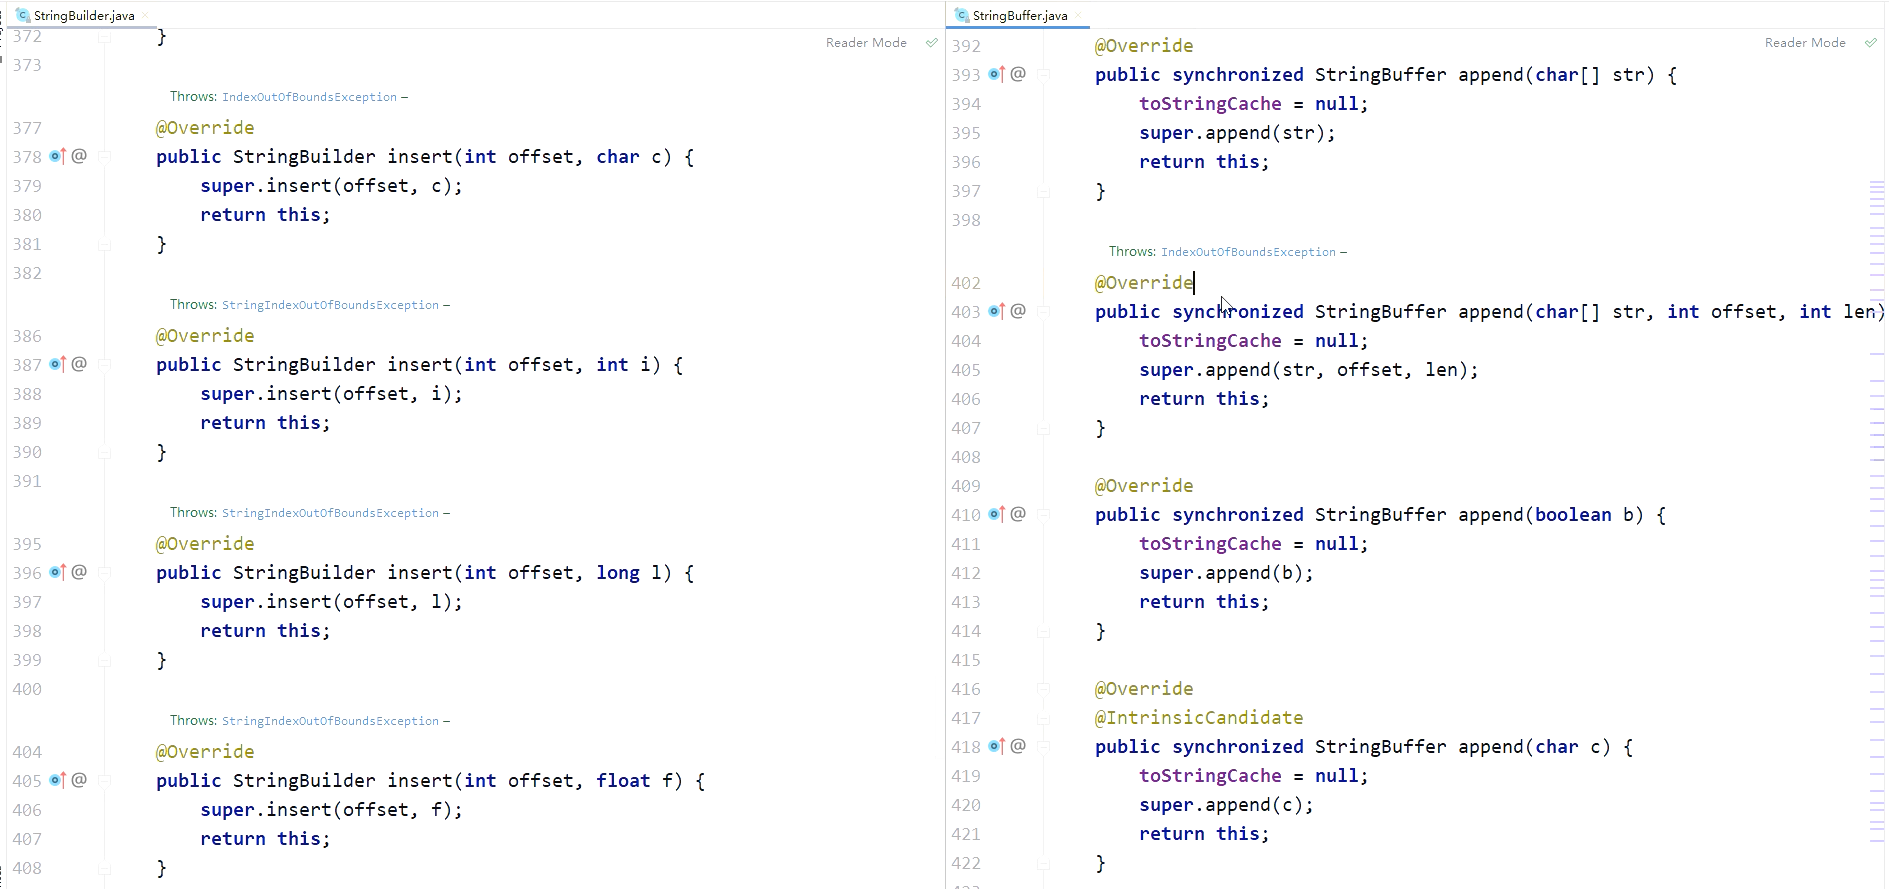 StringBuilder.java
Reader Mode
372 }
373
Throws: IndexOutOfBoundsException –
377 @Override
378 @ public StringBuilder insert(int offset, char c) {
379 super.insert(offset, c);
380 return this;
381 }
382
Throws: StringIndexOutOfBoundsException –
386 @Override
387 @ public StringBuilder insert(int offset, int i) {
388 super.insert(offset, i);
389 return this;
390 }
391
Throws: StringIndexOutOfBoundsException –
395 @Override
396 @ public StringBuilder insert(int offset, long l) {
397 super.insert(offset, l);
398 return this;
399 }
400
Throws: StringIndexOutOfBoundsException –
404 @Override
405 @ public StringBuilder insert(int offset, float f) {
406 super.insert(offset, f);
407 return this;
408 }
StringBuffer.java
Reader Mode
392 @Override
393 @ public synchronized StringBuffer append(char[] str) {
394 toStringCache = null;
395 super.append(str);
396 return this;
397 }
398
Throws: IndexOutOfBoundsException –
402 @Override
403 @ public synchronized StringBuffer append(char[] str, int offset, int len)
404 toStringCache = null;
405 super.append(str, offset, len);
406 return this;
407 }
408
409 @Override
410 @ public synchronized StringBuffer append(boolean b) {
411 toStringCache = null;
412 super.append(b);
413 return this;
414 }
415
416 @Override
417 @IntrinsicCandidate
418 @ public synchronized StringBuffer append(char c) {
419 toStringCache = null;
420 super.append(c);
421 return this;
422 }